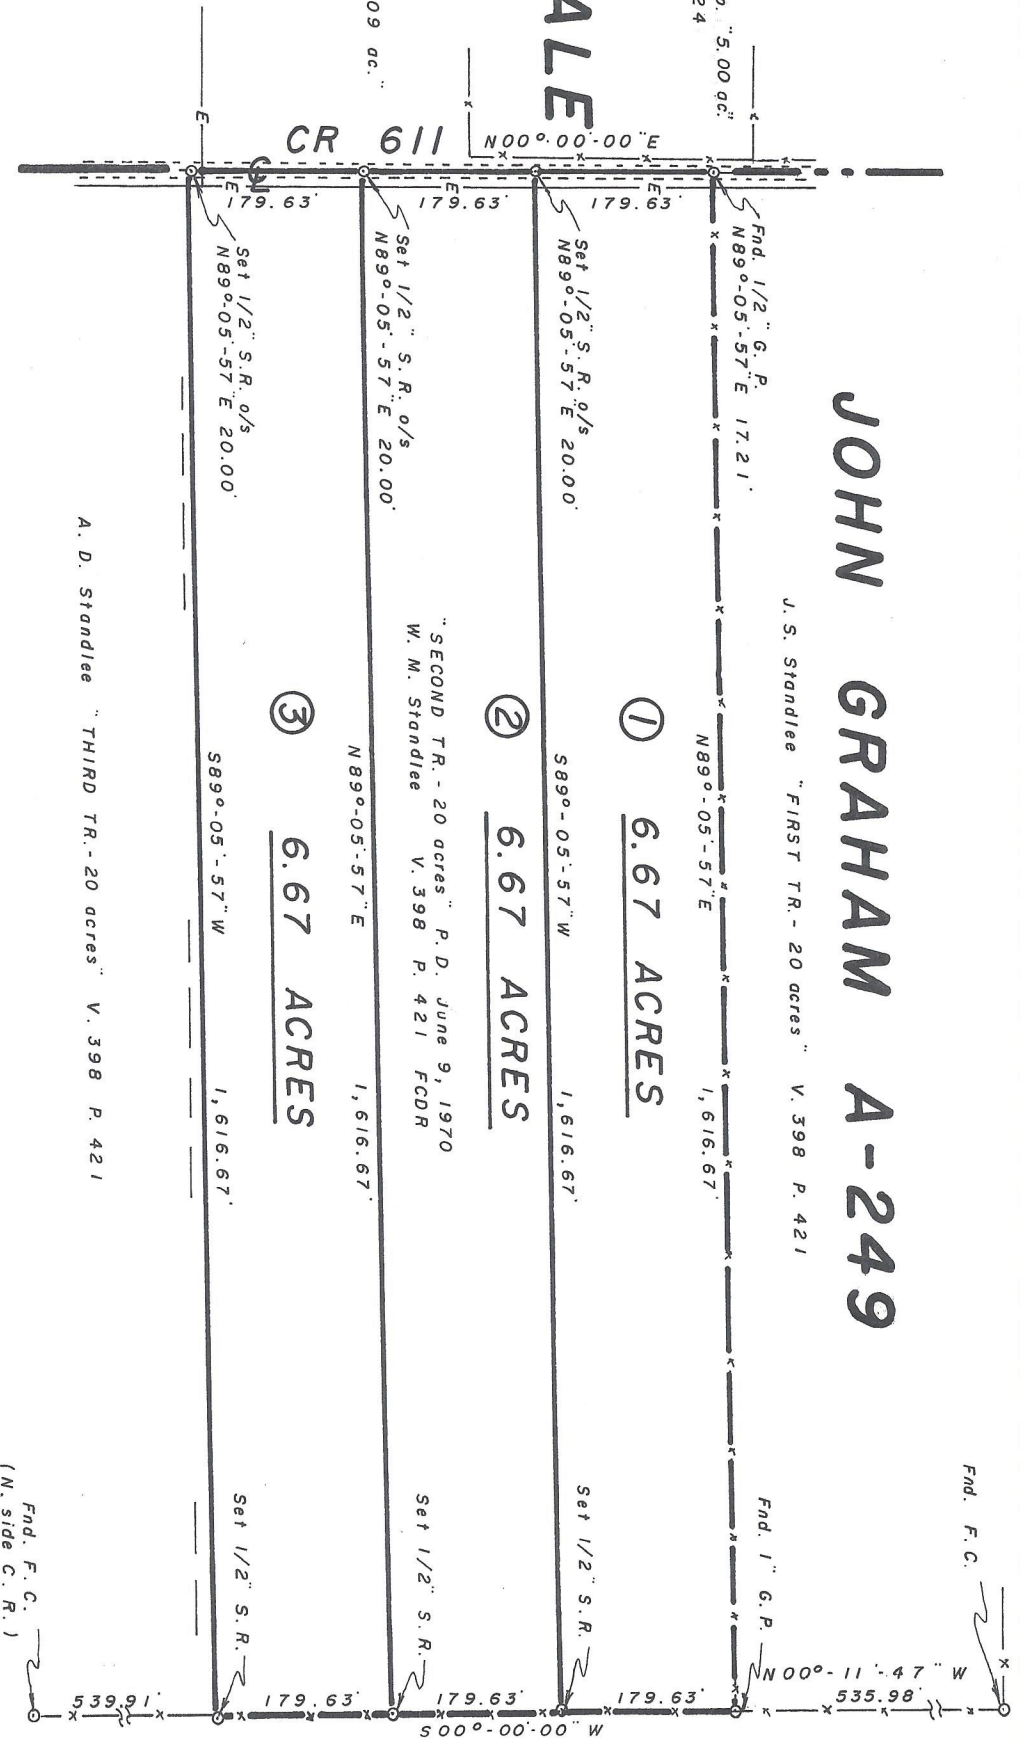 JOHN GRAHAM A-249
J. S. Standlee "FIRST TR.- 20 acres" V. 398 P. 421
Fnd. F.C.
"5.00 ac."
24
ALE
09 ac."
CR 611
N00°-00'-00"E
E
E
E
E
E
179.63'
179.63'
179.63'
Fnd. 1/2" G. P.
N89°-05'-57"E 17.21'
N89°-05'-57"E 1,616.67'
Fnd. 1" G.P.
N00°-11'-47"W
535.98'
① 6.67 ACRES
Set 1/2" S.R. o/s
N89°-05'-57"E 20.00'
S89°-05'-57"W 1,616.67'
Set 1/2" S.R.
② 6.67 ACRES
"SECOND TR.- 20 acres" P.D. June 9, 1970
W. M. Standlee V. 398 P. 421 FCDR
Set 1/2" S.R. o/s
N89°-05'-57"E 20.00'
N89°-05'-57"E 1,616.67'
Set 1/2" S.R.
③ 6.67 ACRES
Set 1/2" S.R. o/s
N89°-05'-57"E 20.00'
S89°-05'-57"W 1,616.67'
Set 1/2" S.R.
179.63'
179.63'
179.63'
S00°-00'-00"W
539.91'
A. D. Standlee "THIRD TR.- 20 acres" V. 398 P. 421
Fnd. F.C.
(N. side C. R.)